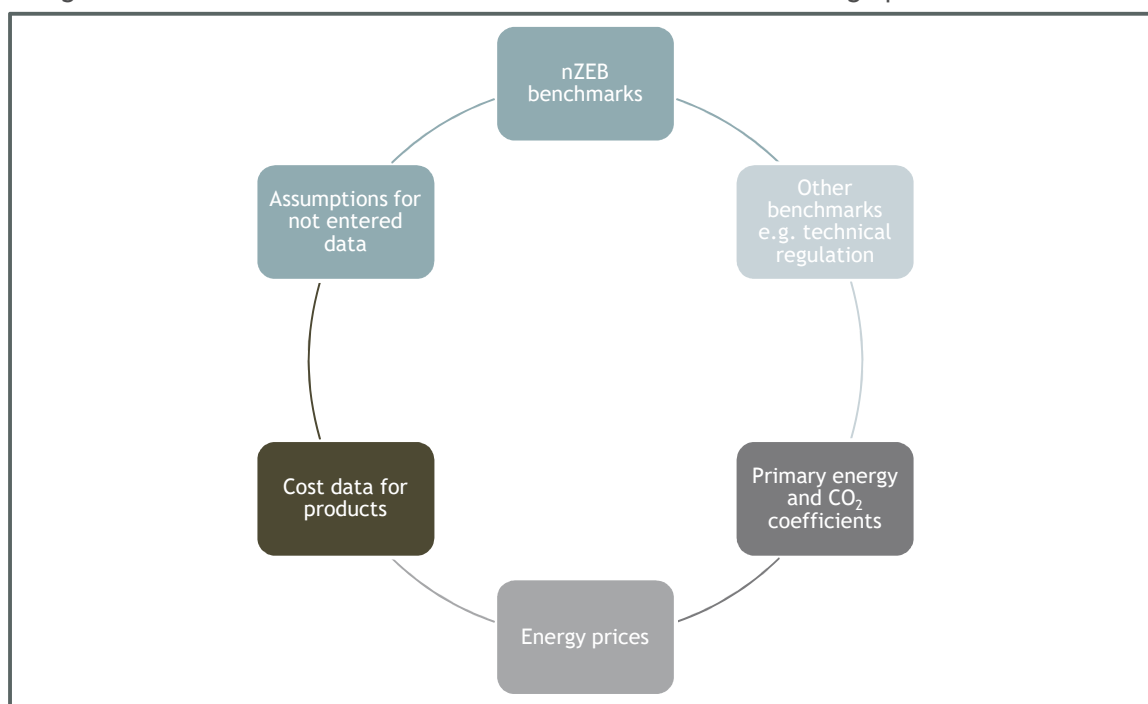 nZEB
benchmarks
Other
benchmarks
e.g. technical
regulation
Primary energy
and CO₂
coefficients
Energy prices
Cost data for
products
Assumptions for
not entered
data